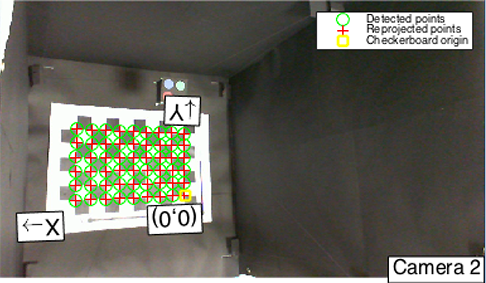 Detected points
Reprojected points
Checkerboard origin
Y↑
(0,0)
←X
Camera 2